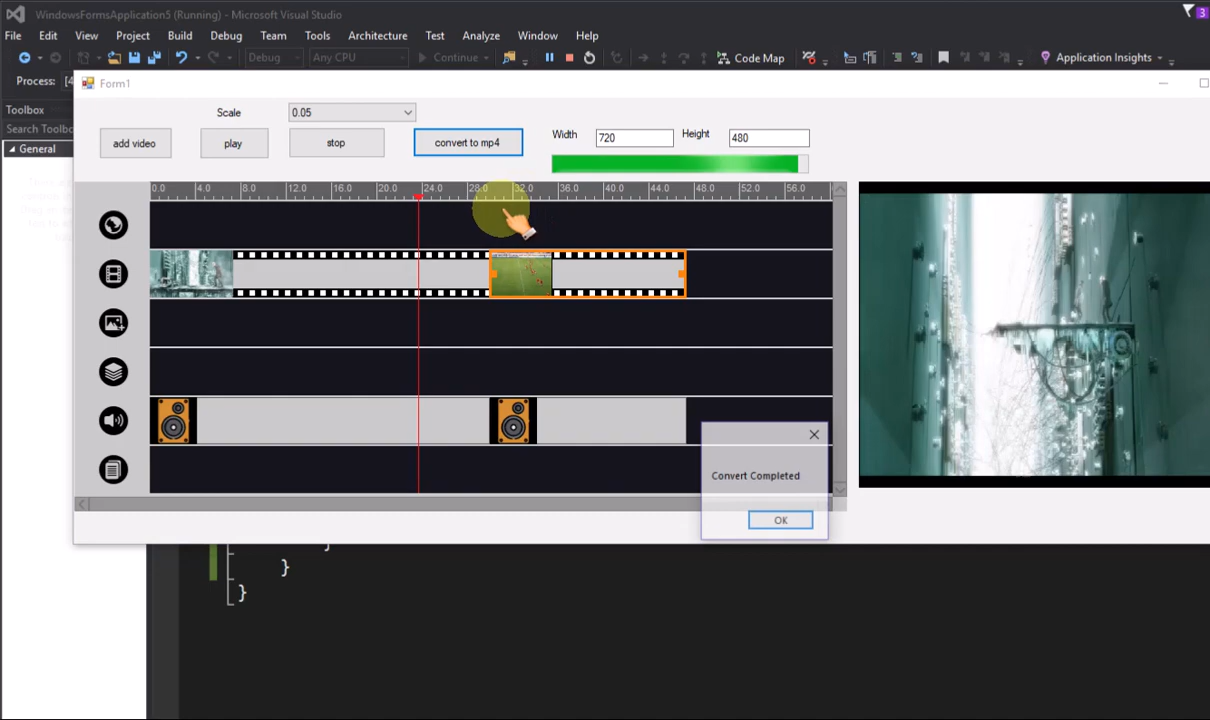 WindowsFormsApplication5 (Running) - Microsoft Visual Studio
3
File Edit View Project Build Debug Team Tools Architecture Test Analyze Window Help
Debug Any CPU Continue Code Map Application Insights
Process: [4
Form1
Toolbox
Search Toolbo
General
Scale 0.05
add video play stop convert to mp4 Width 720 Height 480
0.0 4.0 8.0 12.0 16.0 20.0 24.0 28.0 32.0 36.0 40.0 44.0 48.0 52.0 56.0
Convert Completed
OK
}
}
}